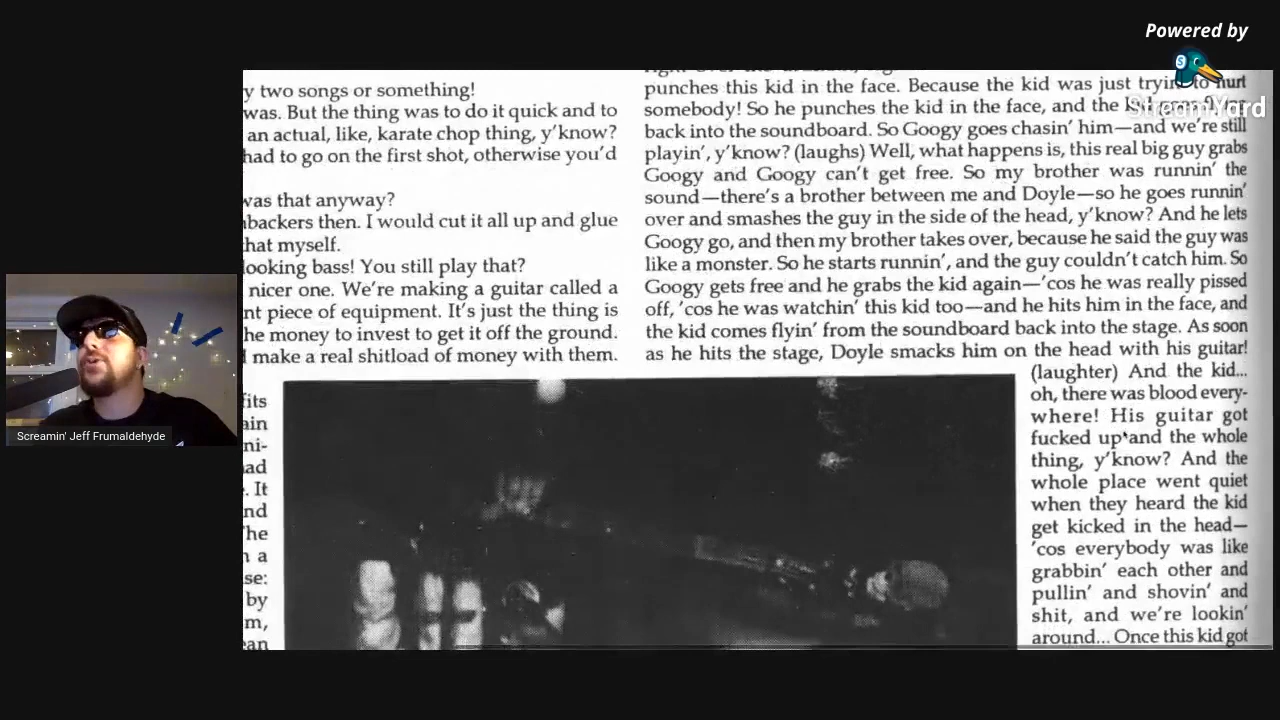 Powered by
StreamYard
Screamin' Jeff Frumaldehyde
y two songs or something!
was. But the thing was to do it quick and to
an actual, like, karate chop thing, y'know?
had to go on the first shot, otherwise you'd
was that anyway?
backers then. I would cut it all up and glue
that myself.
ooking bass! You still play that?
nicer one. We're making a guitar called a
nt piece of equipment. It's just the thing is
he money to invest to get it off the ground.
make a real shitload of money with them.
fits
ain
ni-
ad
. It
nd
he
a
se:
by
m,
ean
punches this kid in the face. Because the kid was just tryin' to hurt
somebody! So he punches the kid in the face, and the
back into the soundboard. So Googy goes chasin' him—and we're still
playin', y'know? (laughs) Well, what happens is, this real big guy grabs
Googy and Googy can't get free. So my brother was runnin' the
sound—there's a brother between me and Doyle—so he goes runnin'
over and smashes the guy in the side of the head, y'know? And he lets
Googy go, and then my brother takes over, because he said the guy was
like a monster. So he starts runnin', and the guy couldn't catch him. So
Googy gets free and he grabs the kid again—'cos he was really pissed
off, 'cos he was watchin' this kid too—and he hits him in the face, and
the kid comes flyin' from the soundboard back into the stage. As soon
as he hits the stage, Doyle smacks him on the head with his guitar!
(laughter) And the kid...
oh, there was blood every-
where! His guitar got
fucked up and the whole
thing, y'know? And the
whole place went quiet
when they heard the kid
get kicked in the head—
'cos everybody was like
grabbin' each other and
pullin' and shovin' and
shit, and we're lookin'
around... Once this kid got